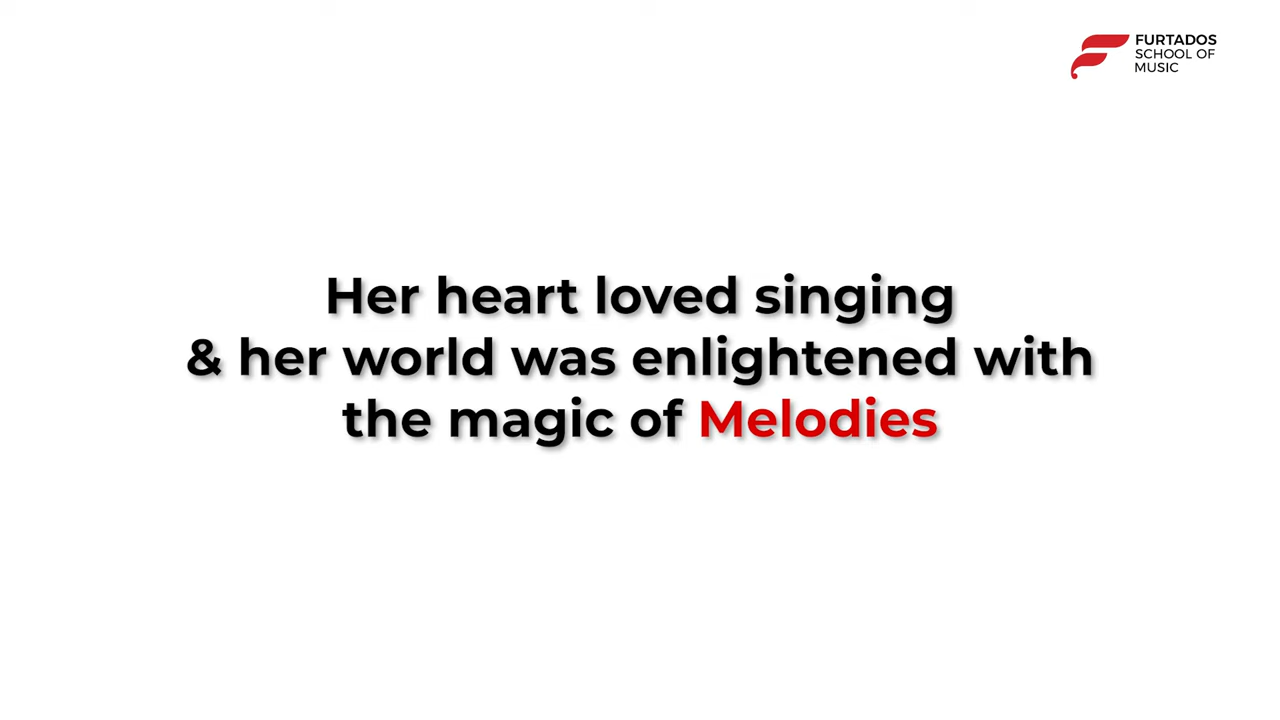 FURTADOS
SCHOOL OF
MUSIC
Her heart loved singing
& her world was enlightened with
the magic of Melodies